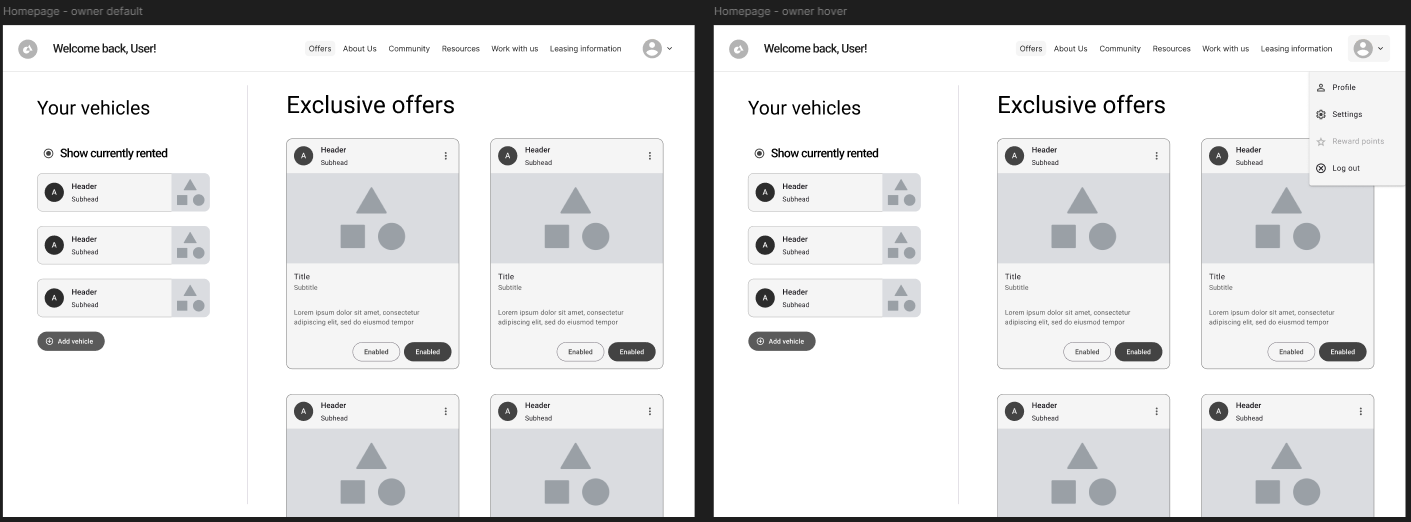 Homepage - owner default
Welcome back, User!
Offers
About Us
Community
Resources
Work with us
Leasing information
Your vehicles
Show currently rented
A
Header
Subhead
A
Header
Subhead
A
Header
Subhead
Add vehicle
Exclusive offers
A
Header
Subhead
Title
Subtitle
Lorem ipsum dolor sit amet, consectetur
adipiscing elit, sed do eiusmod tempor
Enabled
Enabled
A
Header
Subhead
Title
Subtitle
Lorem ipsum dolor sit amet, consectetur
adipiscing elit, sed do eiusmod tempor
Enabled
Enabled
A
Header
Subhead
A
Header
Subhead
Homepage - owner hover
Welcome back, User!
Offers
About Us
Community
Resources
Work with us
Leasing information
Profile
Settings
Reward points
Log out
Your vehicles
Show currently rented
A
Header
Subhead
A
Header
Subhead
A
Header
Subhead
Add vehicle
Exclusive offers
A
Header
Subhead
Title
Subtitle
Lorem ipsum dolor sit amet, consectetur
adipiscing elit, sed do eiusmod tempor
Enabled
Enabled
A
Header
Subhead
Title
Subtitle
Lorem ipsum dolor sit amet, consectetur
adipiscing elit, sed do eiusmod tempor
Enabled
Enabled
A
Header
Subhead
A
Header
Subhead